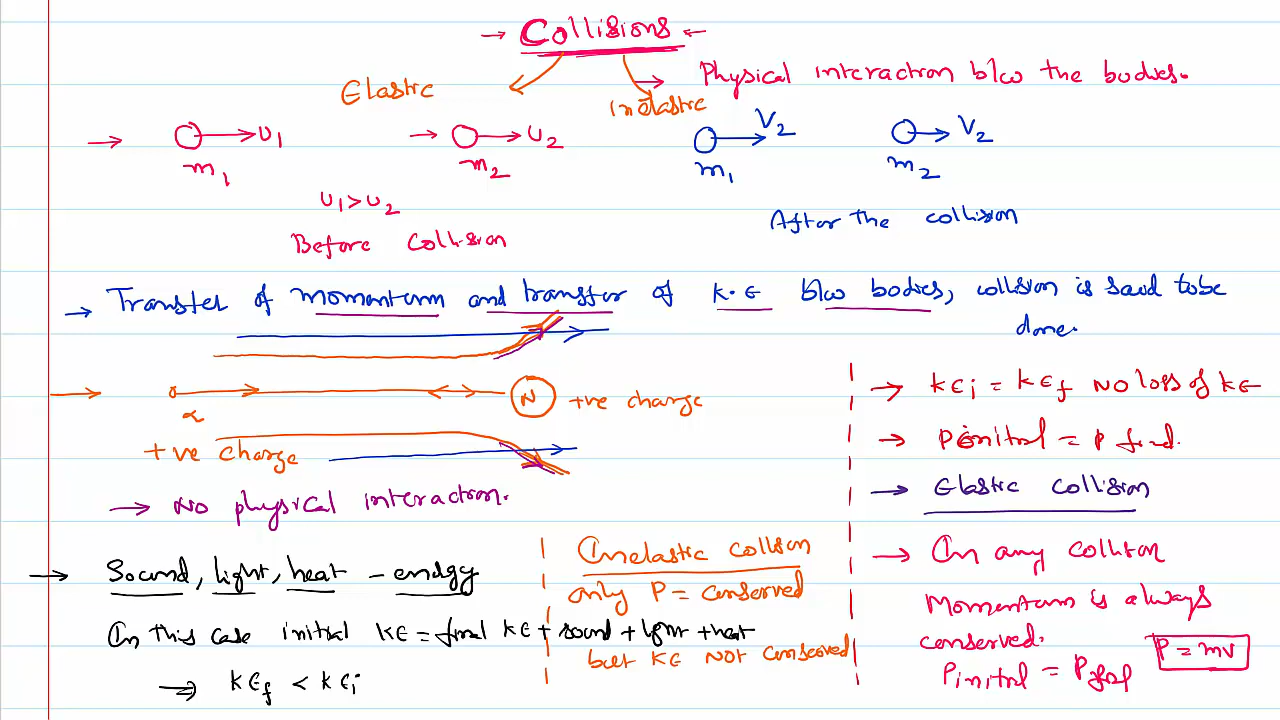 → Collisions ←
Elastic
Inelastic
→ Physical interaction b/w the bodies.
→ U1 → U2
m1 m2
U1 > U2
Before Collision
V2 V2
m1 m2
After the collision
→ Transfer of momentum and transfer of K.E b/w bodies, collision is said to be
done.
→ α N +ve charge
+ve charge
→ No physical interaction.
→ Sound, light, heat - energy
In this case initial KE = final KE + sound + light + heat
⇒ KEf < KEi
Inelastic collison
only P = conserved
but KE NOT conserved
→ KEi = KEf No loss of KE
→ Pinitial = P final.
→ Elastic collision
→ In any collison
Momentum is always
conserved.
Pinitial = Pfinal
P = mv